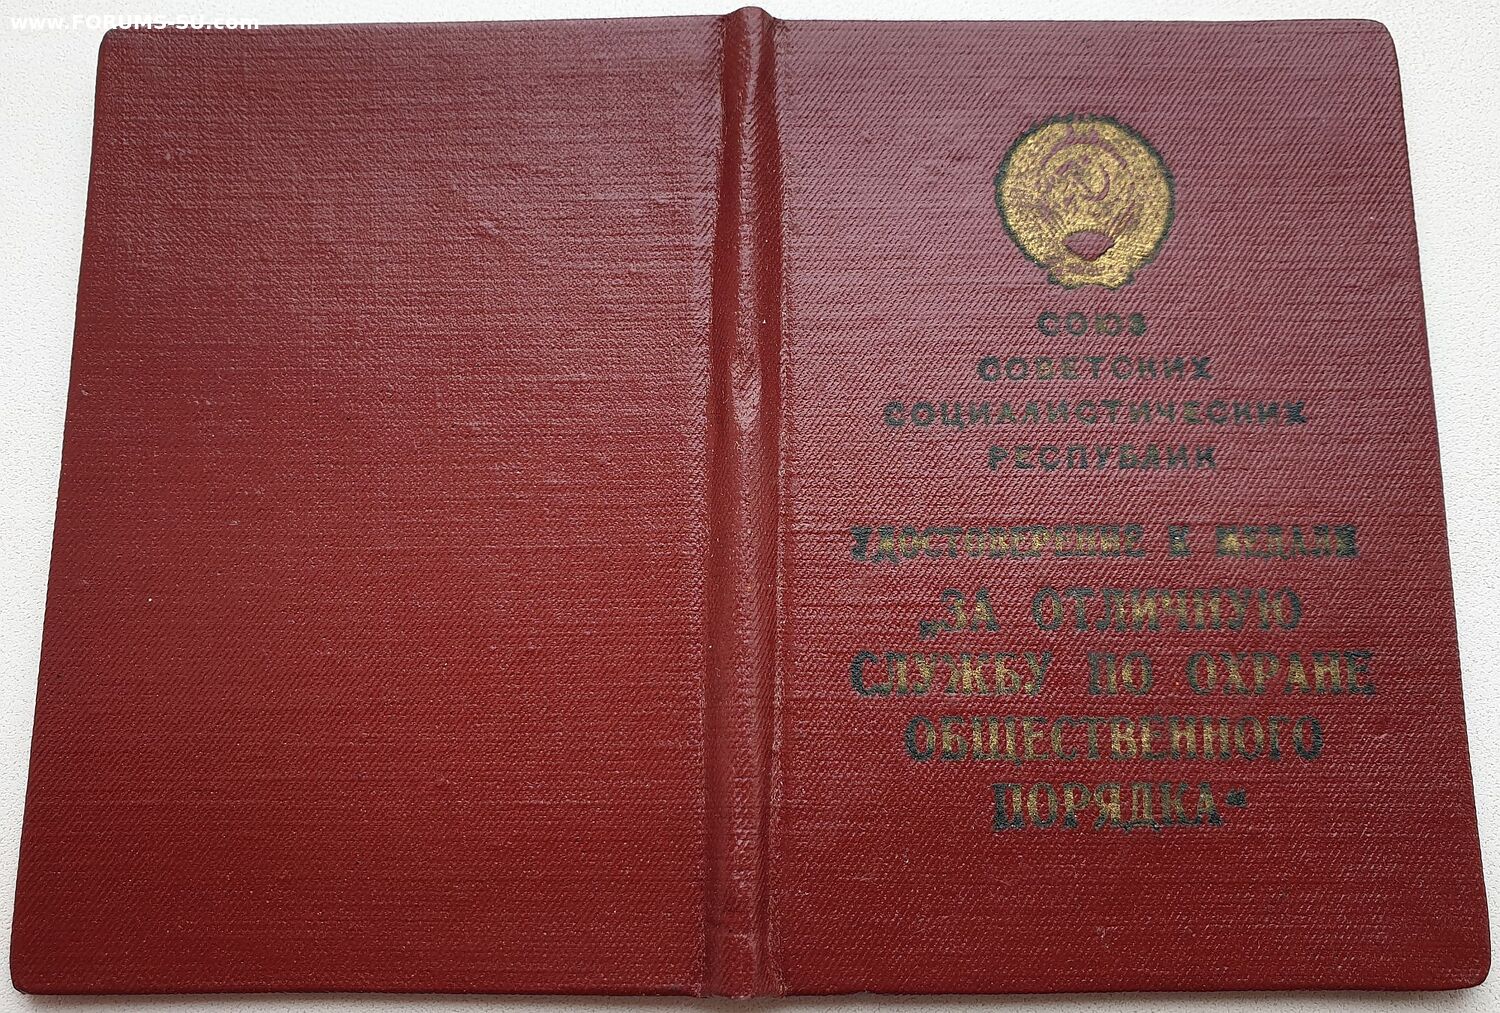 www.FORUMS-SU.com
СОЮЗ
СОВЕТСКИХ
СОЦИАЛИСТИЧЕСКИХ
РЕСПУБЛИК
УДОСТОВЕРЕНИЕ К МЕДАЛИ
„ЗА ОТЛИЧНУЮ
СЛУЖБУ ПО ОХРАНЕ
ОБЩЕСТВЕННОГО
ПОРЯДКА“